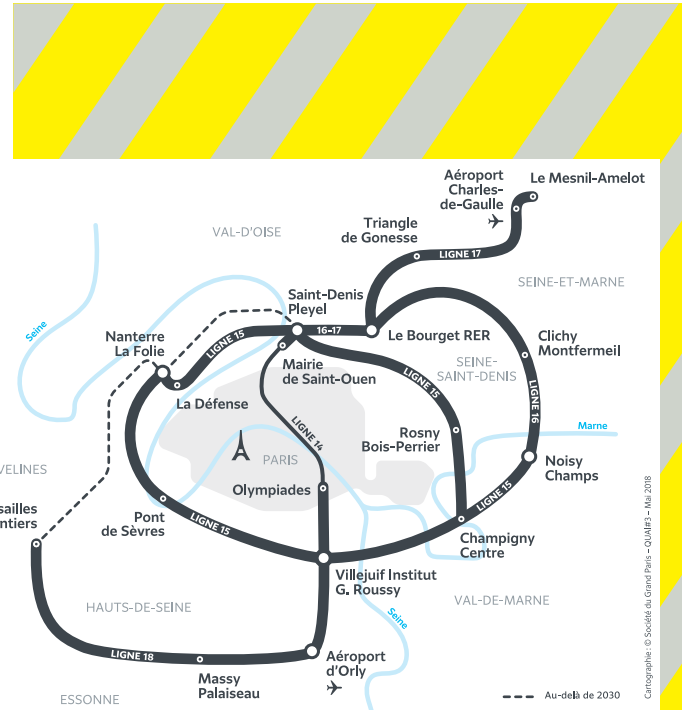 Aéroport
Charles-
de-Gaulle
Le Mesnil-Amelot
Triangle
de Gonesse
VAL-D'OISE
LIGNE 17
SEINE-ET-MARNE
Saint-Denis
Pleyel
Seine
Nanterre
La Folie
LIGNE 15
16-17
Le Bourget RER
Clichy
Montfermeil
Mairie
de Saint-Ouen
SEINE-
SAINT-DENIS
La Défense
LIGNE 15
LIGNE 16
LIGNE 14
Rosny
Bois-Perrier
Marne
PARIS
VELINES
Noisy
Champs
Olympiades
LIGNE 15
sailles
ntiers
Pont
de Sèvres
LIGNE 15
Champigny
Centre
Villejuif Institut
G. Roussy
HAUTS-DE-SEINE
Seine
VAL-DE-MARNE
LIGNE 18
Massy
Palaiseau
Aéroport
d'Orly
ESSONNE
Au-delà de 2030
Cartographie : © Société du Grand Paris – QUAI#3 – Mai 2018